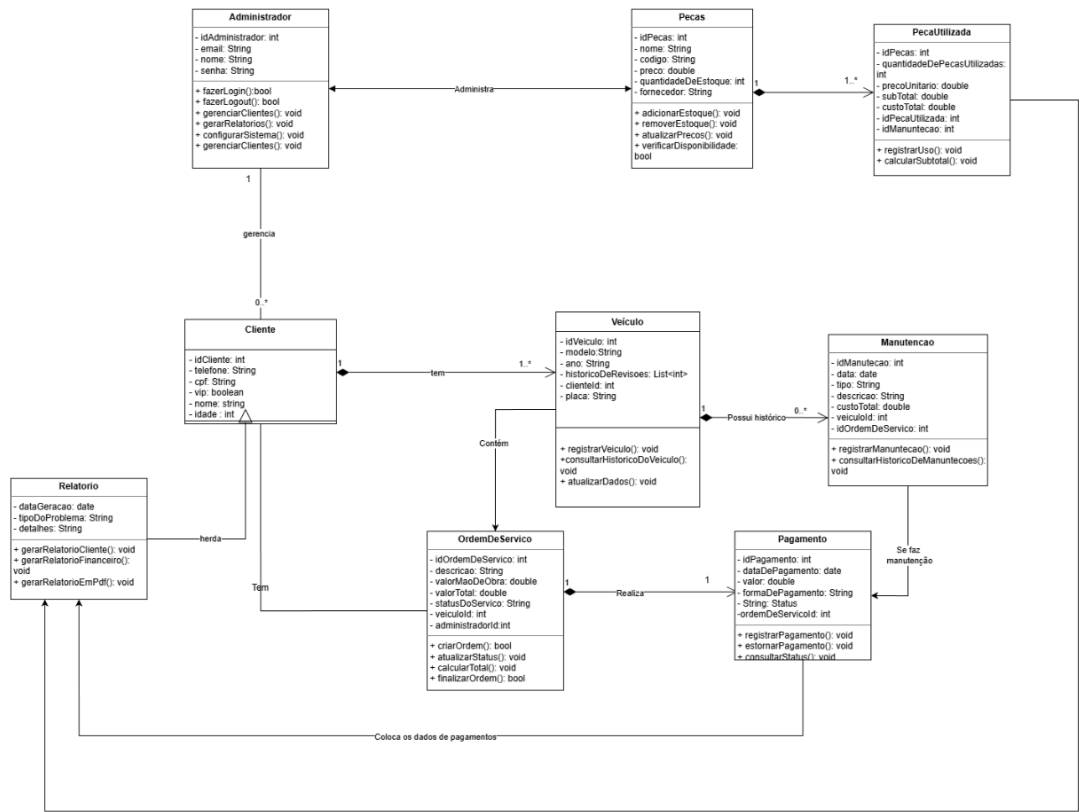 Administrador
- idAdministrador: int
- email: String
- nome: String
- senha: String
+ fazerLogin():bool
+ fazerLogout(): bool
+ gerenciarClientes(): void
+ gerarRelatorios(): void
+ configurarSistema(): void
+ gerenciarClientes(): void
Administra
Pecas
- idPecas: int
- nome: String
- codigo: String
- preco: double
- quantidadeDeEstoque: int
- fornecedor: String
+ adicionarEstoque(): void
+ removerEstoque(): void
+ atualizarPrecos(): void
+ verificarDisponibilidade:
bool
1
1..*
PecaUtilizada
- idPecas: int
- quantidadeDePecasUtilizadas:
int
- precoUnitario: double
- subTotal: double
- custoTotal: double
- idPecaUtilizada: int
- idManuntecao: int
+ registrarUso(): void
+ calcularSubtotal(): void
1
gerencia
0..*
Cliente
- idCliente: int
- telefone: String
- cpf: String
- vip: boolean
- nome: string
- idade : int
1
tem
1..*
Veículo
- idVeiculo: int
- modelo:String
- ano: String
- historicoDeRevisoes: List<int>
- clienteId: int
- placa: String
+ registrarVeiculo(): void
+consultarHistoricoDoVeículo():
void
+ atualizarDados(): void
1
Possui histórico
0..*
Manutencao
- idManutecao: int
- data: date
- tipo: String
- descricao: String
- custoTotal: double
- veiculoId: int
- idOrdemDeServico: int
+ registrarManuntecao(): void
+ consultarHistoricoDeManuntecoes():
void
Contém
Relatorio
- dataGeracao: date
- tipoDoProblema: String
- detalhes: String
+ gerarRelatorioCliente(): void
+ gerarRelatorioFinanceiro():
void
+ gerarRelatorioEmPdf(): void
herda
Tem
OrdemDeServico
- idOrdemDeServico: int
- descricao: String
- valorMaoDeObra: double
- valorTotal: double
- statusDoServico: String
- veiculoId: int
- administradorId:int
+ criarOrdem(): bool
+ atualizarStatus(): void
+ calcularTotal(): void
+ finalizarOrdem(): bool
1
Realiza
1
Pagamento
- idPagamento: int
- dataDePagamento: date
- valor: double
- formaDePagamento: String
- String: Status
-ordemDeServicoId: int
+ registrarPagamento(): void
+ estornarPagamento(): void
+ consultarStatus(): void
Se faz
manutenção
Coloca os dados de pagamentos